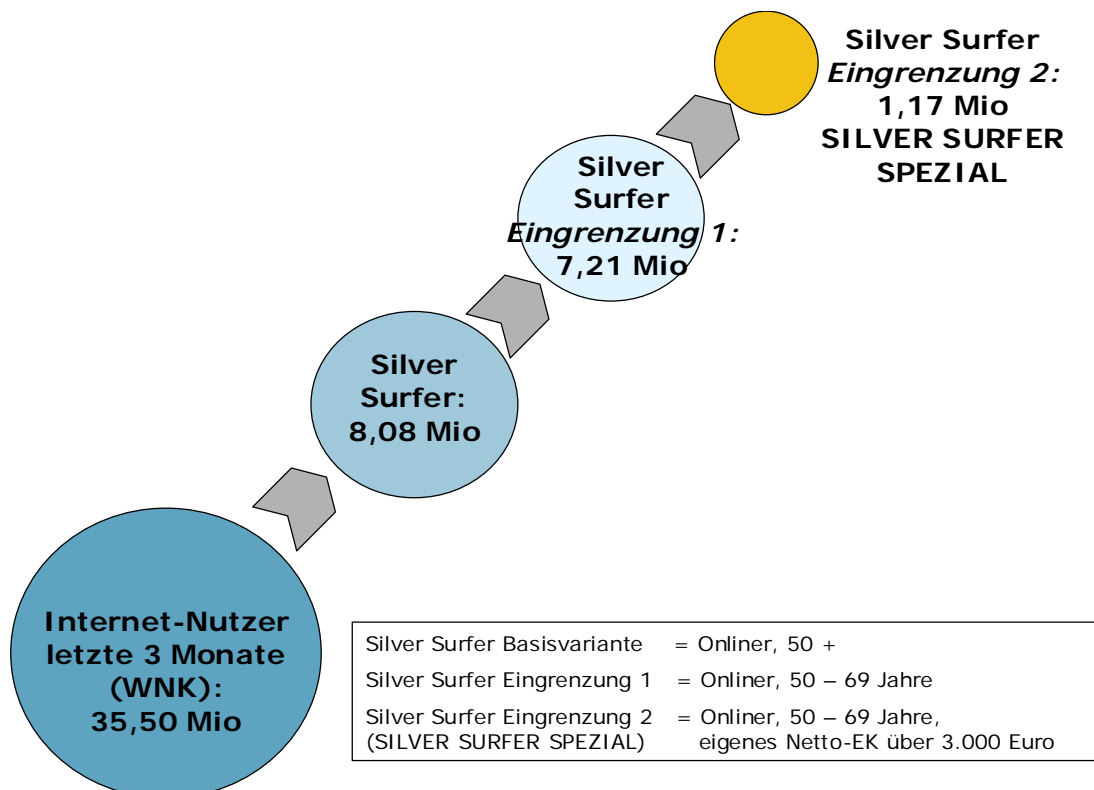 Silver Surfer
Eingrenzung 2:
1,17 Mio
SILVER SURFER
SPEZIAL
Silver
Surfer
Eingrenzung 1:
7,21 Mio
Silver
Surfer:
8,08 Mio
Internet-Nutzer
letzte 3 Monate
(WNK):
35,50 Mio
Silver Surfer Basisvariante = Onliner, 50 +
Silver Surfer Eingrenzung 1 = Onliner, 50 – 69 Jahre
Silver Surfer Eingrenzung 2 = Onliner, 50 – 69 Jahre,
(SILVER SURFER SPEZIAL) eigenes Netto-EK über 3.000 Euro